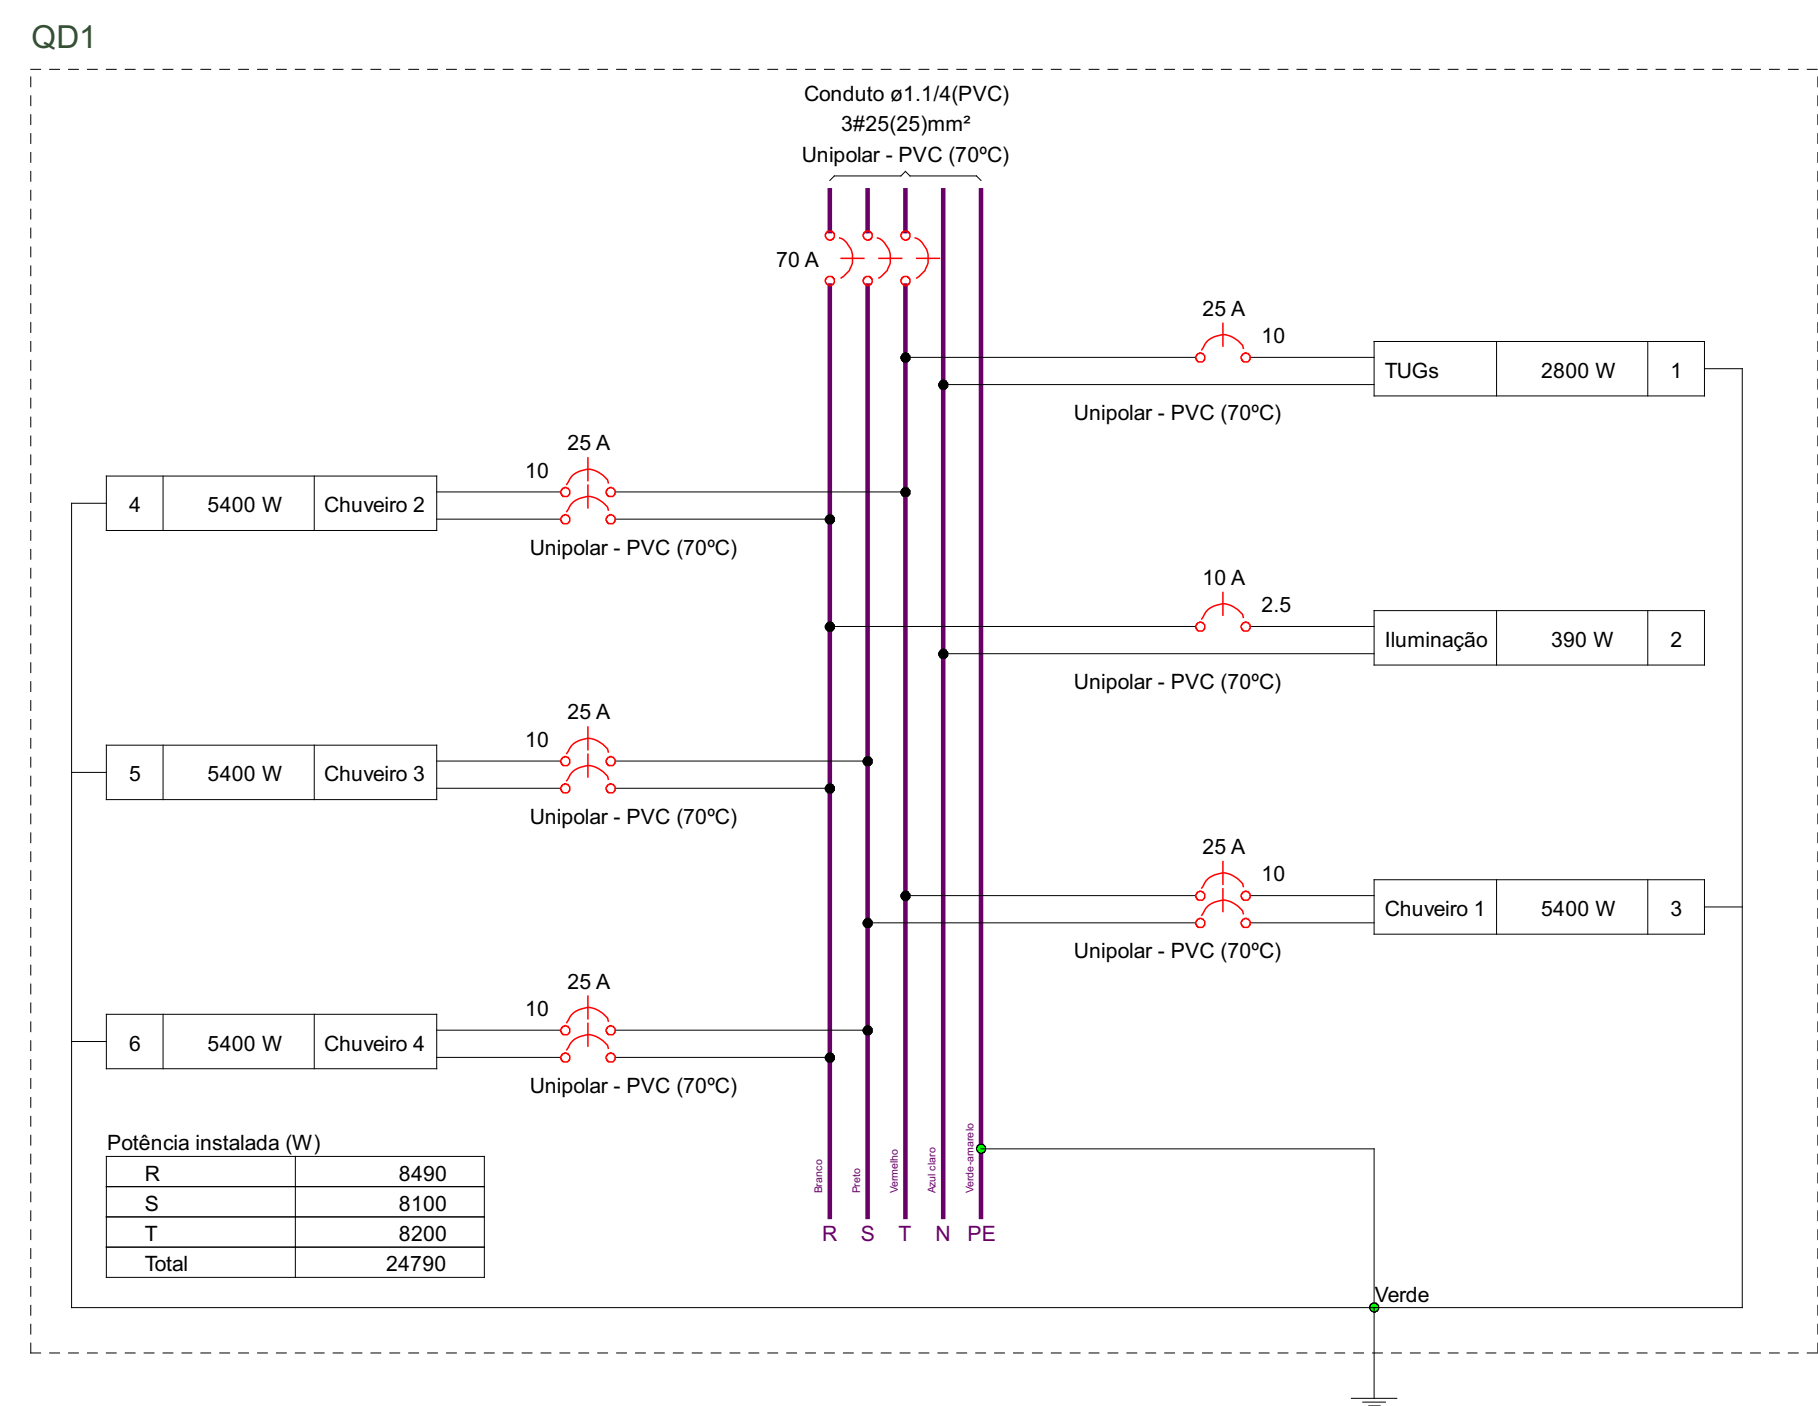 QD1
Conduto ø1.1/4(PVC)
3#25(25)mm²
Unipolar - PVC (70ºC)
70 A
25 A
10
TUGs 2800 W 1
Unipolar - PVC (70ºC)
25 A
10
4 5400 W Chuveiro 2
Unipolar - PVC (70ºC)
10 A
2.5
Iluminação 390 W 2
Unipolar - PVC (70ºC)
25 A
10
5 5400 W Chuveiro 3
Unipolar - PVC (70ºC)
25 A
10
Chuveiro 1 5400 W 3
Unipolar - PVC (70ºC)
25 A
10
6 5400 W Chuveiro 4
Unipolar - PVC (70ºC)
Potência instalada (W)
R 8490
S 8100
T 8200
Total 24790
Branco
Preto
Vermelho
Azul claro
Verde-amarelo
R S T N PE
Verde